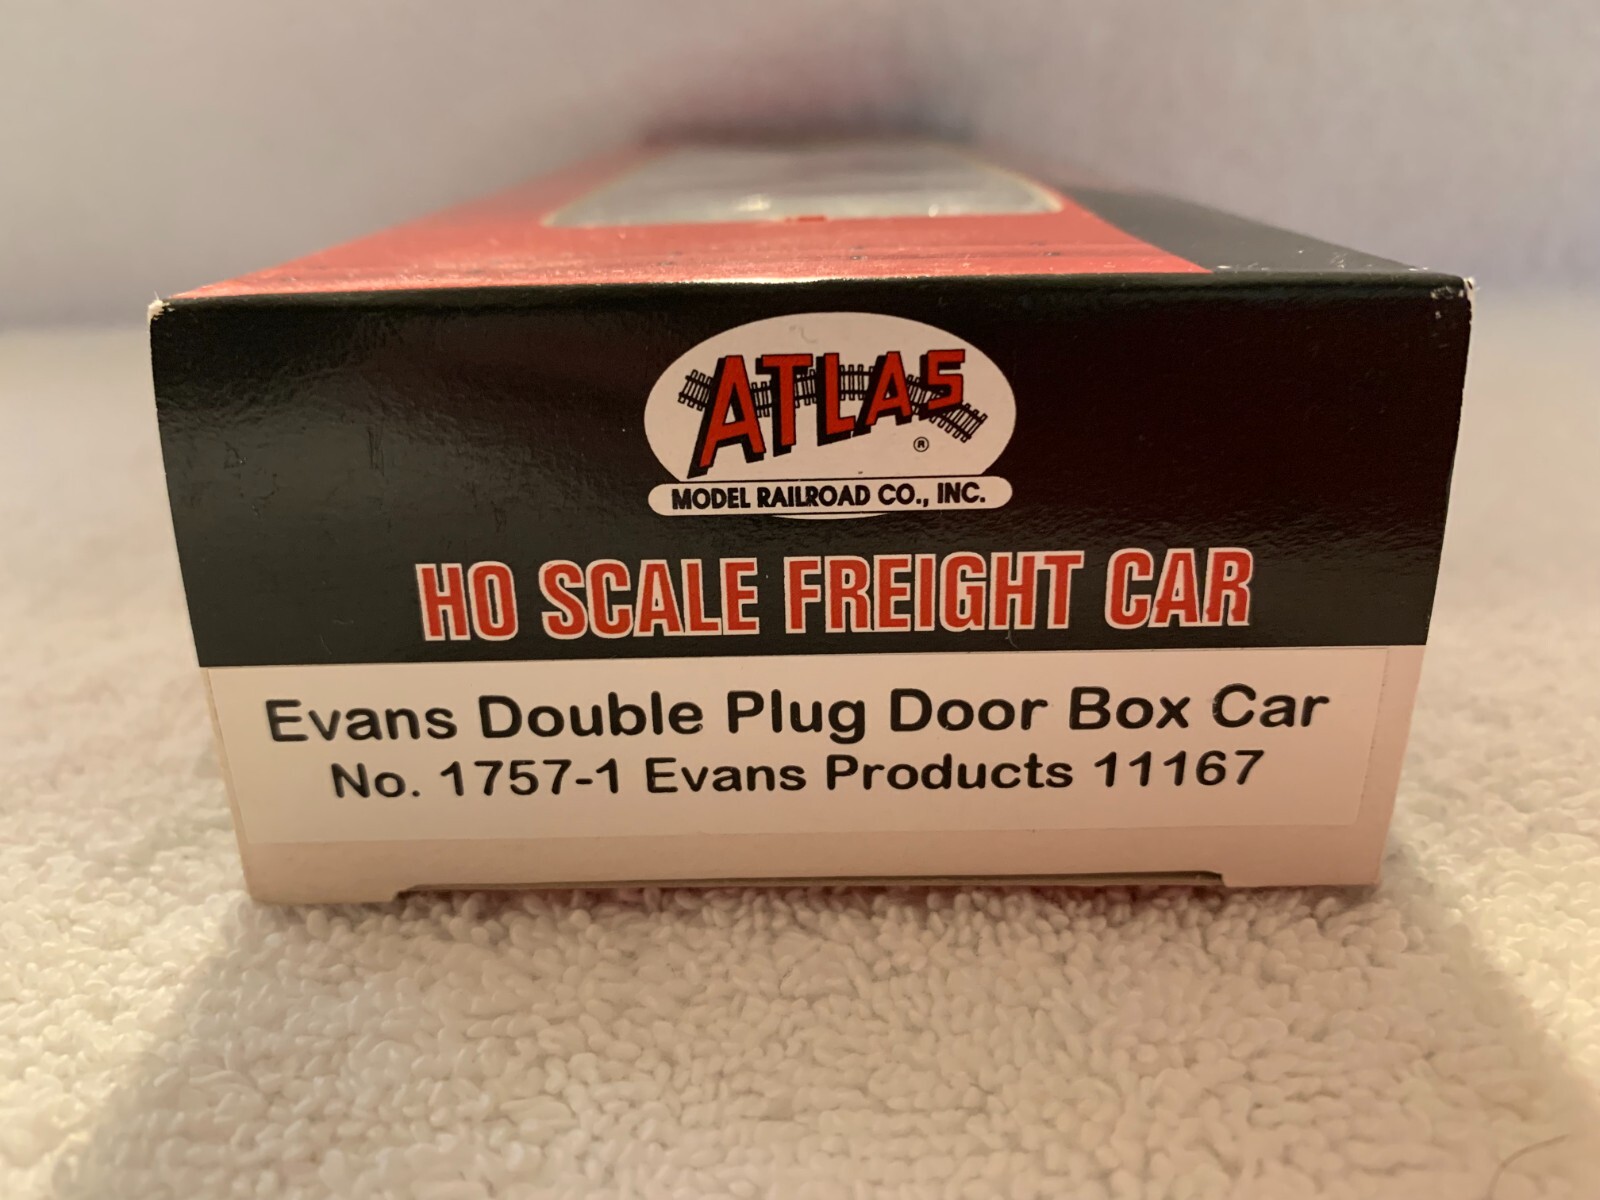 ATLAS ®
MODEL RAILROAD CO., INC.
HO SCALE FREIGHT CAR
Evans Double Plug Door Box Car
No. 1757-1 Evans Products 11167